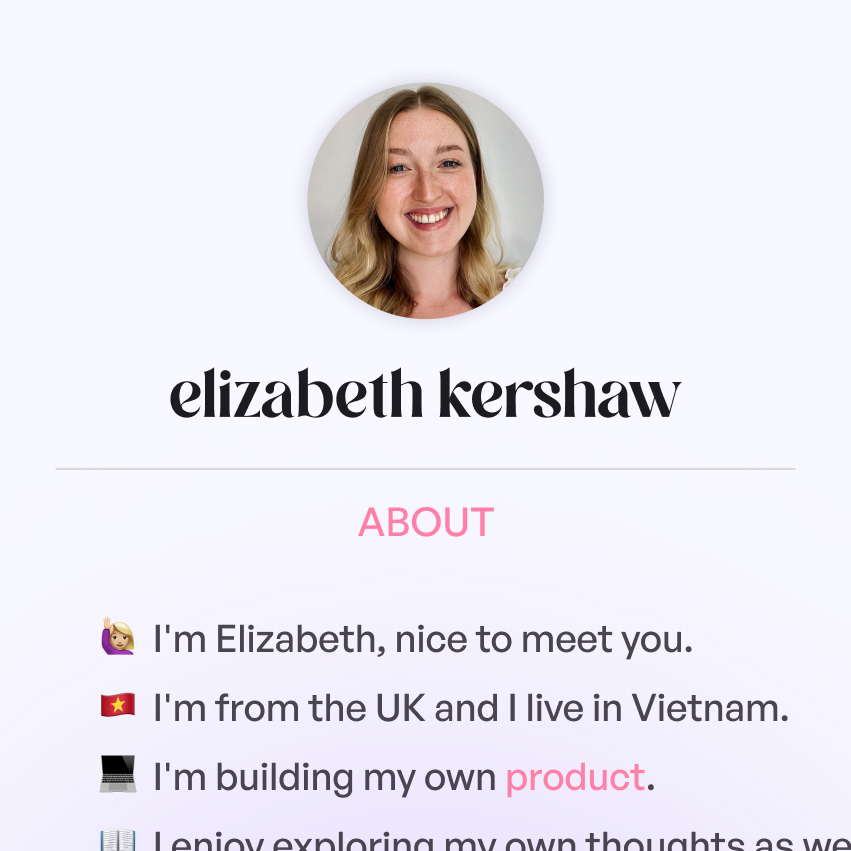 elizabeth kershaw
ABOUT
I'm Elizabeth, nice to meet you.
I'm from the UK and I live in Vietnam.
I'm building my own product.
I enjoy exploring my own thoughts as we